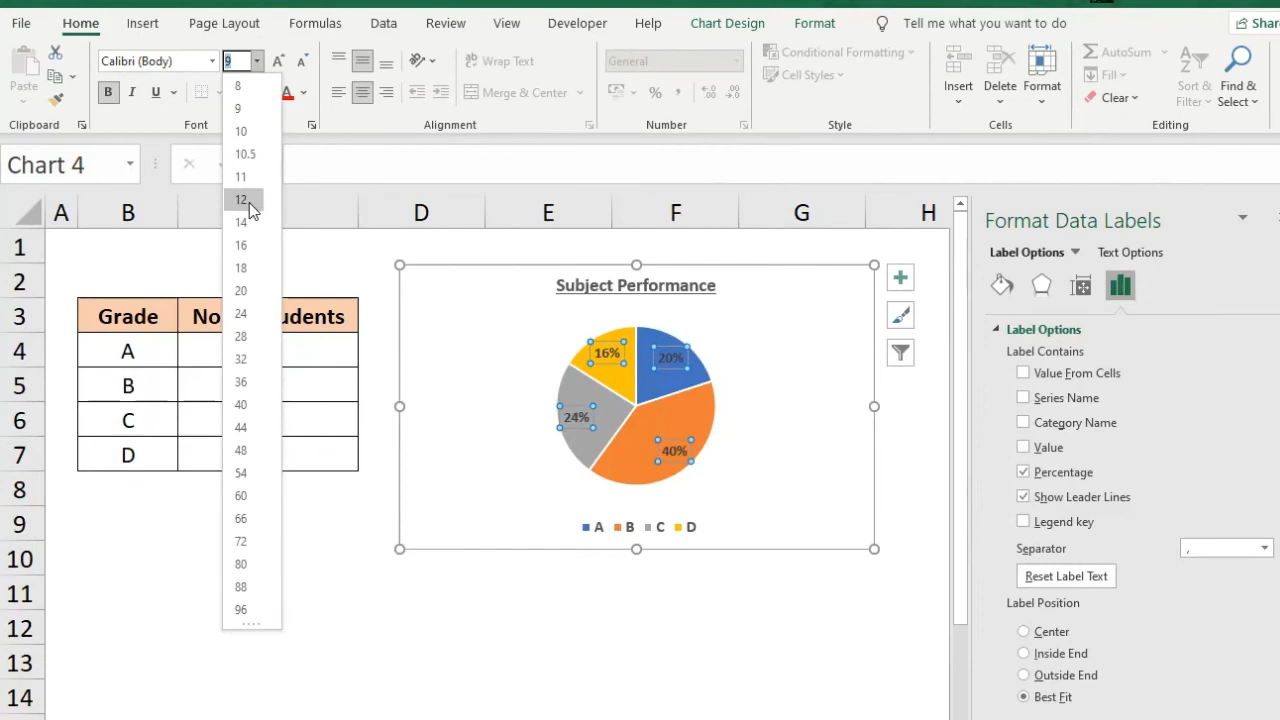 File Home Insert Page Layout Formulas Data Review View Developer Help Chart Design Format Tell me what you want to do
Paste
Calibri (Body) 9
B I U A
Wrap Text
Merge & Center
General
% ,
Conditional Formatting
Cell Styles
Insert Delete Format
AutoSum
Fill
Clear
Sort & Filter
Find & Select
Clipboard Font Alignment Number Style Cells Editing
8
9
10
10.5
11
12
14
16
18
20
24
28
32
36
40
44
48
54
60
66
72
80
88
96
Chart 4
A B D E F G H
1
2
3
4
5
6
7
8
9
10
11
12
13
14
Grade
A
B
C
D
Subject Performance
16% 20%
24%
40%
A B C D
Format Data Labels
Label Options Text Options
Label Options
Label Contains
Value From Cells
Series Name
Category Name
Value
Percentage
Show Leader Lines
Legend key
Separator ,
Reset Label Text
Label Position
Center
Inside End
Outside End
Best Fit